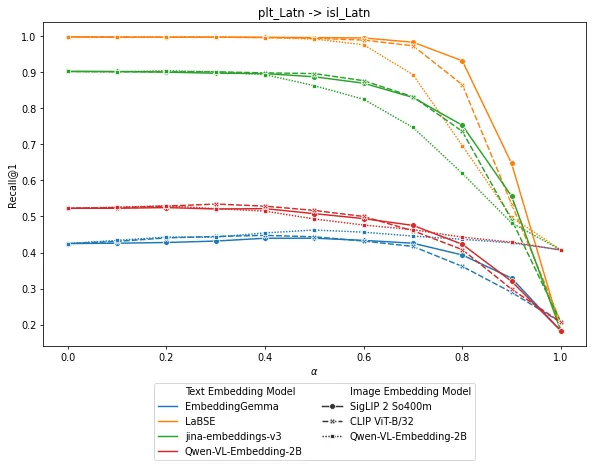 plt_Latn -> isl_Latn
Recall@1
1.0
0.9
0.8
0.7
0.6
0.5
0.4
0.3
0.2
0.0 0.2 0.4 0.6 0.8 1.0
α
Text Embedding Model Image Embedding Model
EmbeddingGemma SigLIP 2 So400m
LaBSE CLIP ViT-B/32
jina-embeddings-v3 Qwen-VL-Embedding-2B
Qwen-VL-Embedding-2B